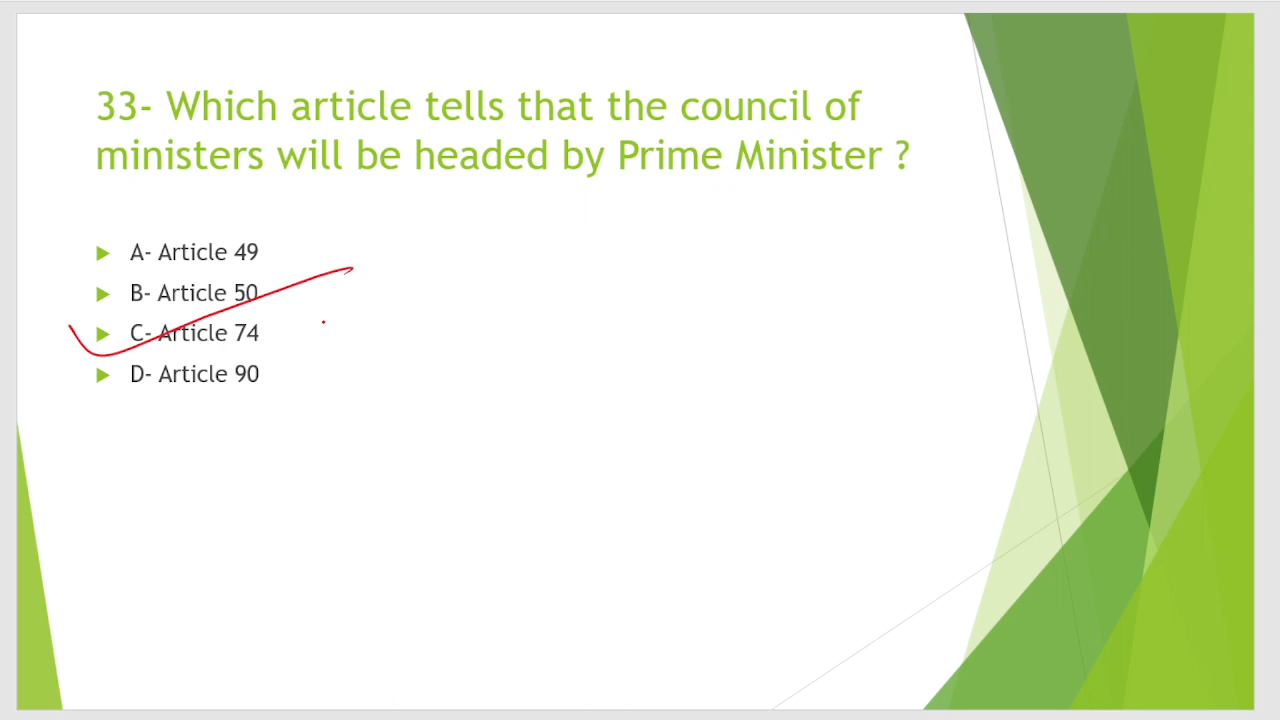 33- Which article tells that the council of
ministers will be headed by Prime Minister ?
A- Article 49
B- Article 50
C- Article 74
D- Article 90